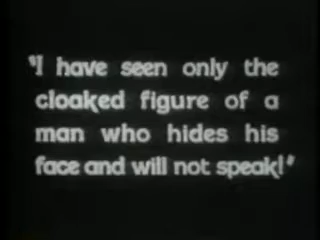 "I have seen only the
cloaked figure of a
man who hides his
face and will not speak!"